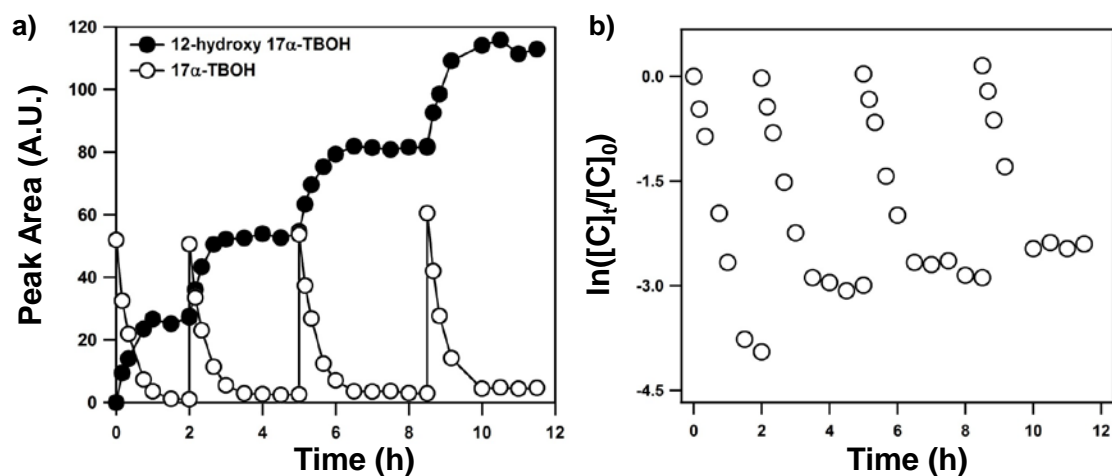 a)
Peak Area (A.U.)
120
100
80
60
40
20
0
12-hydroxy 17α-TBOH
17α-TBOH
0 2 4 6 8 10 12
Time (h)
b)
ln([C]t/[C]0)
0.0
-1.5
-3.0
-4.5
0 2 4 6 8 10 12
Time (h)